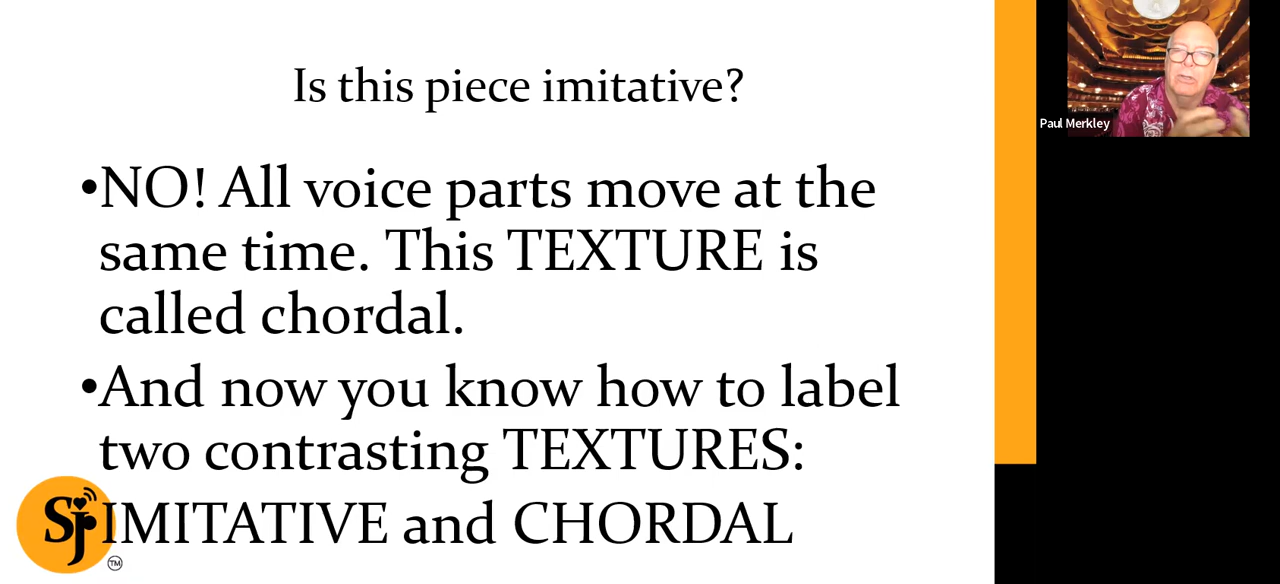 Is this piece imitative?
•NO! All voice parts move at the
same time. This TEXTURE is
called chordal.
•And now you know how to label
two contrasting TEXTURES:
IMITATIVE and CHORDAL
Sj
TM
Paul Merkley